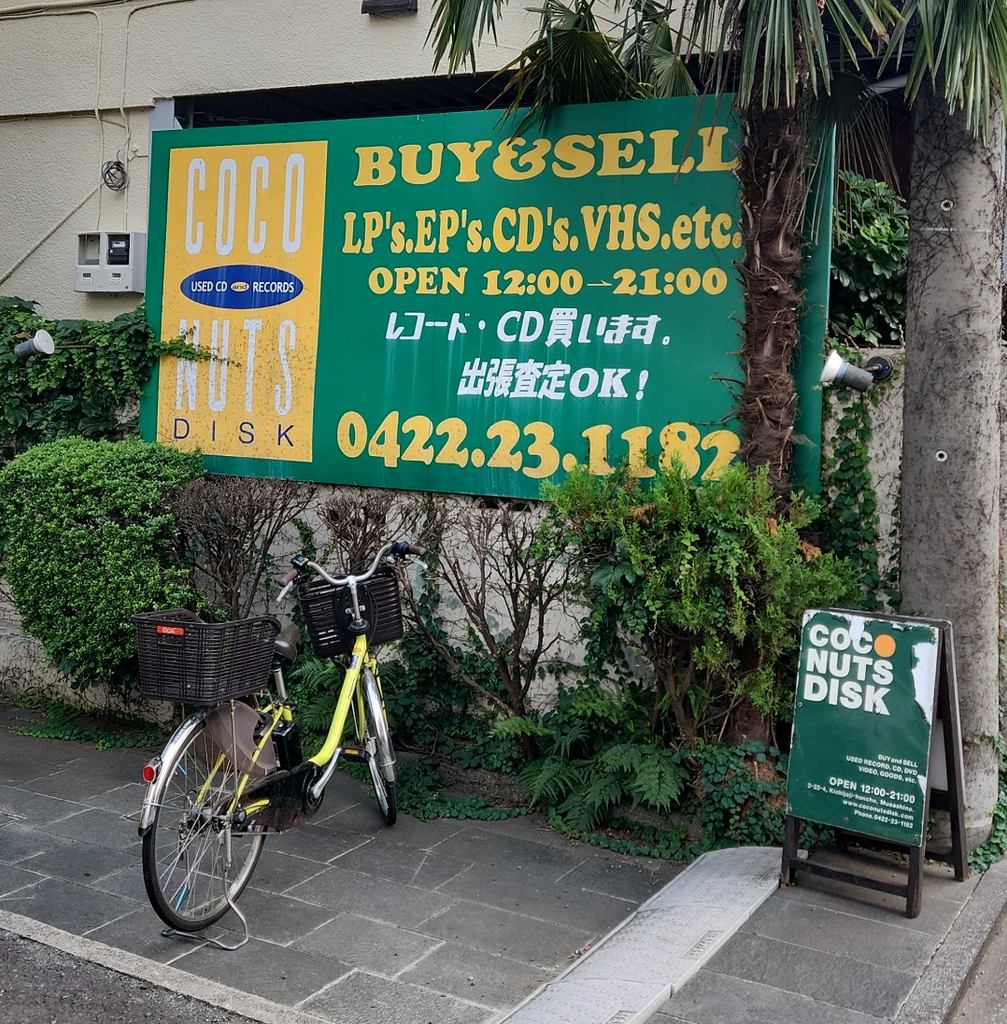 COCO
USED CD and RECORDS
NUTS
DISK
BUY&SELL
LP's.EP's.CD's.VHS.etc.
OPEN 12:00→21:00
レコード・CD買います。
出張査定OK!
0422.23.1182
OGK
COCO
NUTS
DISK
BUY and SELL
USED RECORD, CD, DVD
VIDEO, GOODS, etc.
OPEN 12:00-21:00
2-22-4, Kichijoji-honcho, Musashino.
www.coconutsdisk.com
Phone.0422-23-1182